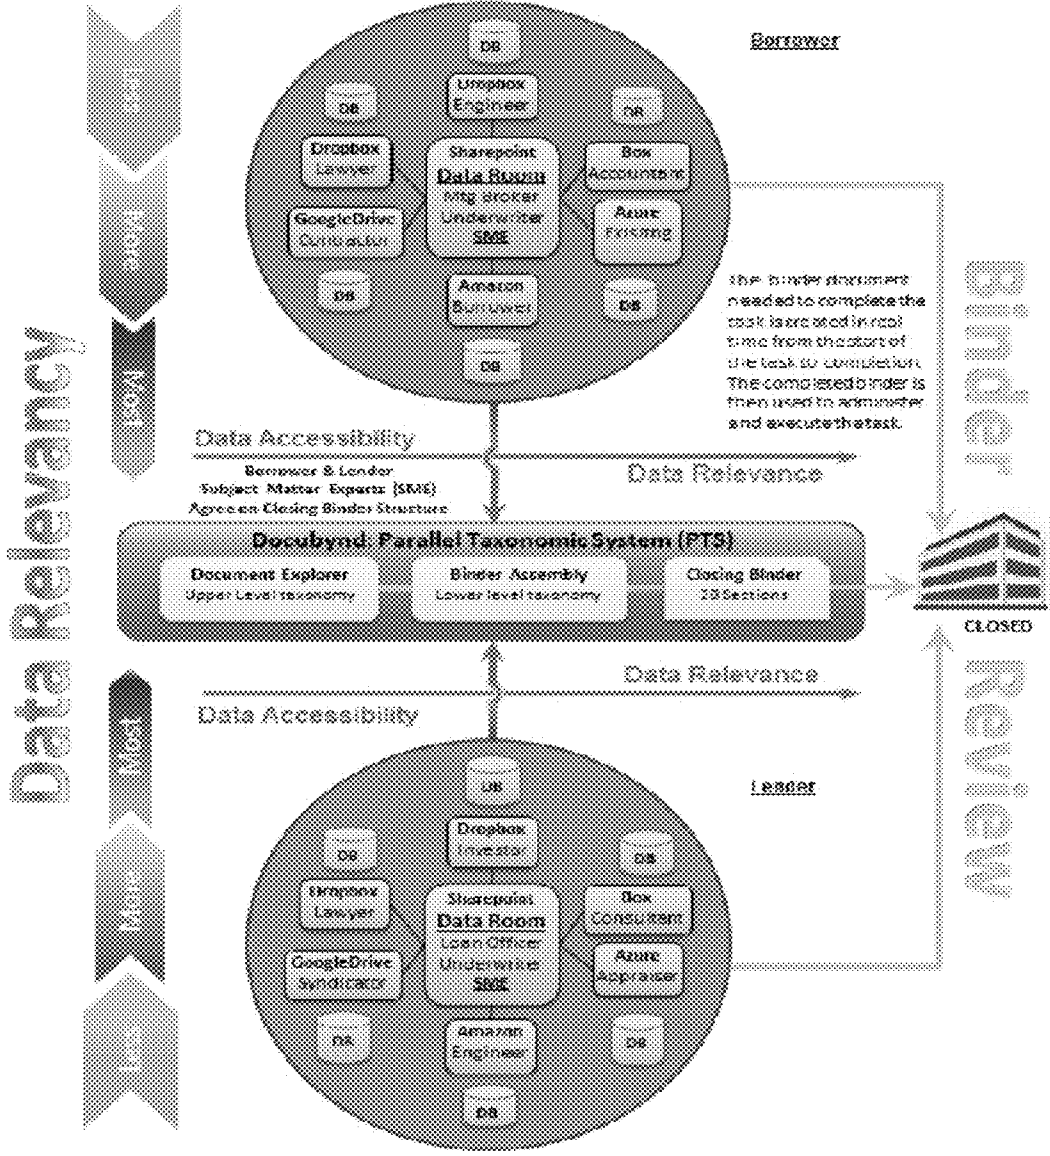 Borrower
DB
Dropbox
Engineer
DB
Dropbox
Lawyer
Sharepoint
Data Room
Mtg Broker
Underwriter
SME
DB
Box
Accountant
GoogleDrive
Contractor
Azure
Existing
DB
Amazon
Borrower
DB
DB
The binder document
needed to complete the
task is created in real
time from the start of
the task to completion.
The completed binder is
then used to administer
and execute the task.
Less
More
Most
Data Relevancy
Binder
Review
Data Accessibility
Data Relevance
Borrower & Lender
Subject Matter Experts (SME)
Agree on Closing Binder Structure
Docubynd: Parallel Taxonomic System (PTS)
Document Explorer
Upper Level taxonomy
Binder Assembly
Lower level taxonomy
Closing Binder
Sections
CLOSED
Data Relevance
Data Accessibility
Most
More
Less
Lender
DB
Dropbox
Investor
DB
Dropbox
Lawyer
Sharepoint
Data Room
Loan Officer
Underwriter
SME
DB
Box
Consultant
GoogleDrive
Syndicator
Azure
Appraiser
DB
Amazon
Engineer
DB
DB